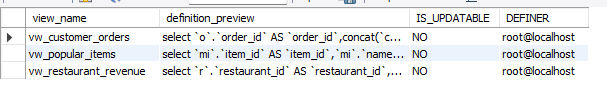 view_name definition_preview IS_UPDATABLE DEFINER
vw_customer_orders select `o`.`order_id` AS `order_id`,concat(`c... NO root@localhost
vw_popular_items select `mi`.`item_id` AS `item_id`,`mi`.`name... NO root@localhost
vw_restaurant_revenue select `r`.`restaurant_id` AS `restaurant_id`,... NO root@localhost